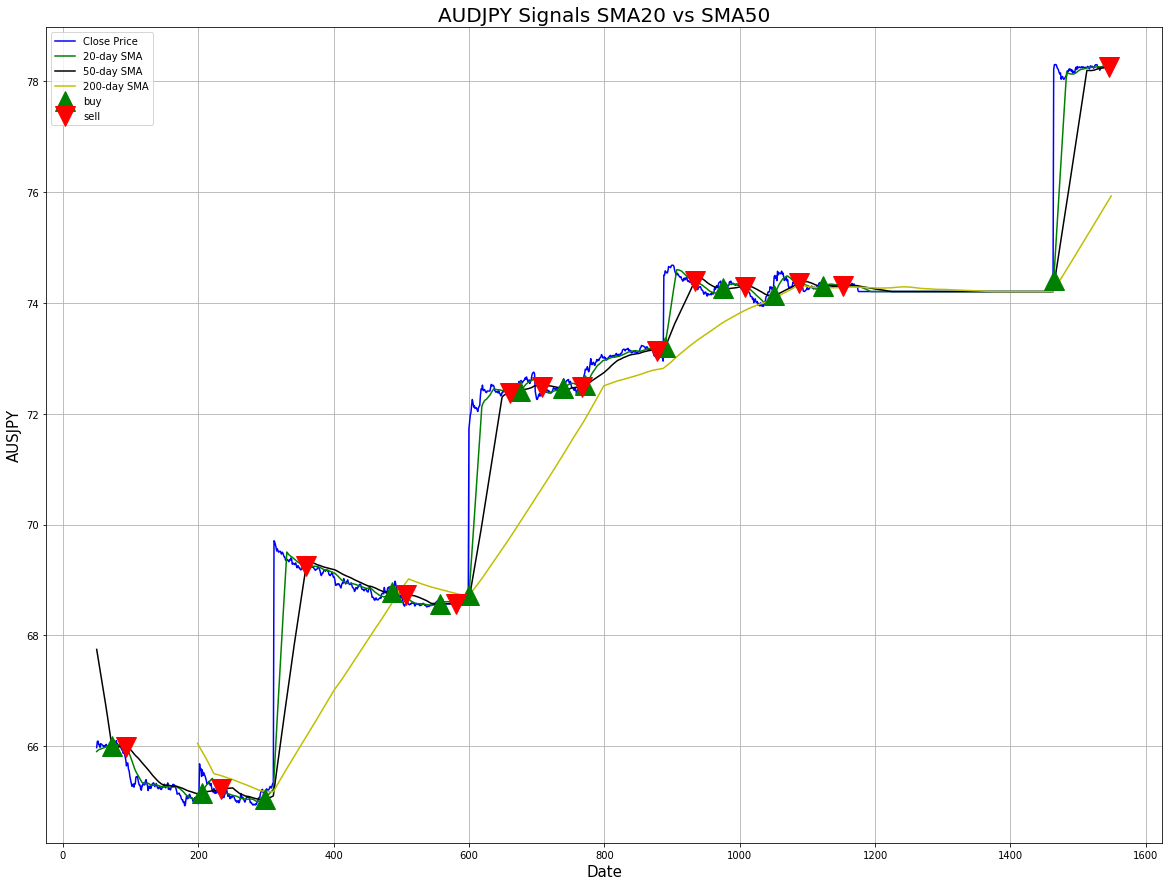 AUDJPY Signals SMA20 vs SMA50
Close Price
20-day SMA
50-day SMA
200-day SMA
buy
sell
78
76
74
72
70
68
66
AUSJPY
0 200 400 600 800 1000 1200 1400 1600
Date